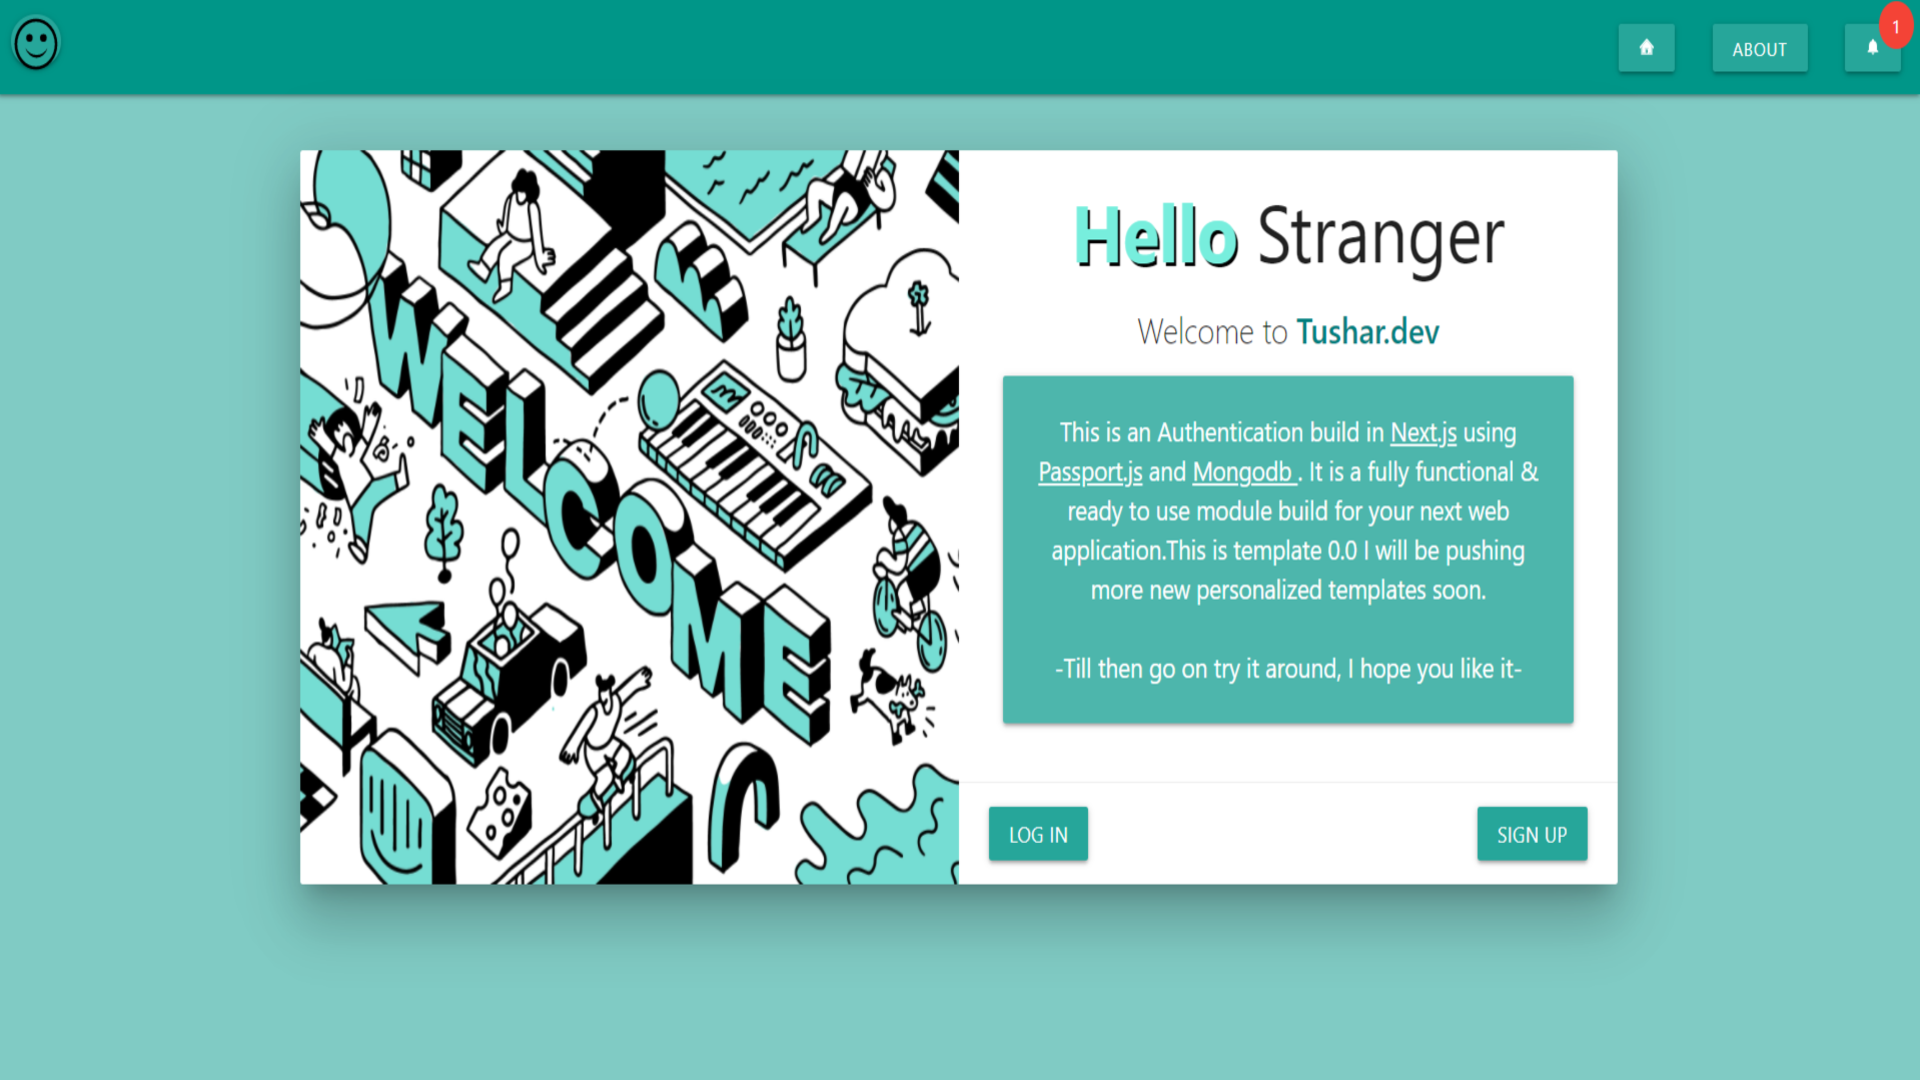 ABOUT
1
WELCOME
Hello Stranger
Welcome to Tushar.dev
This is an Authentication build in Next.js using
Passport.js and Mongodb . It is a fully functional &
ready to use module build for your next web
application.This is template 0.0 I will be pushing
more new personalized templates soon.
-Till then go on try it around, I hope you like it-
LOG IN
SIGN UP